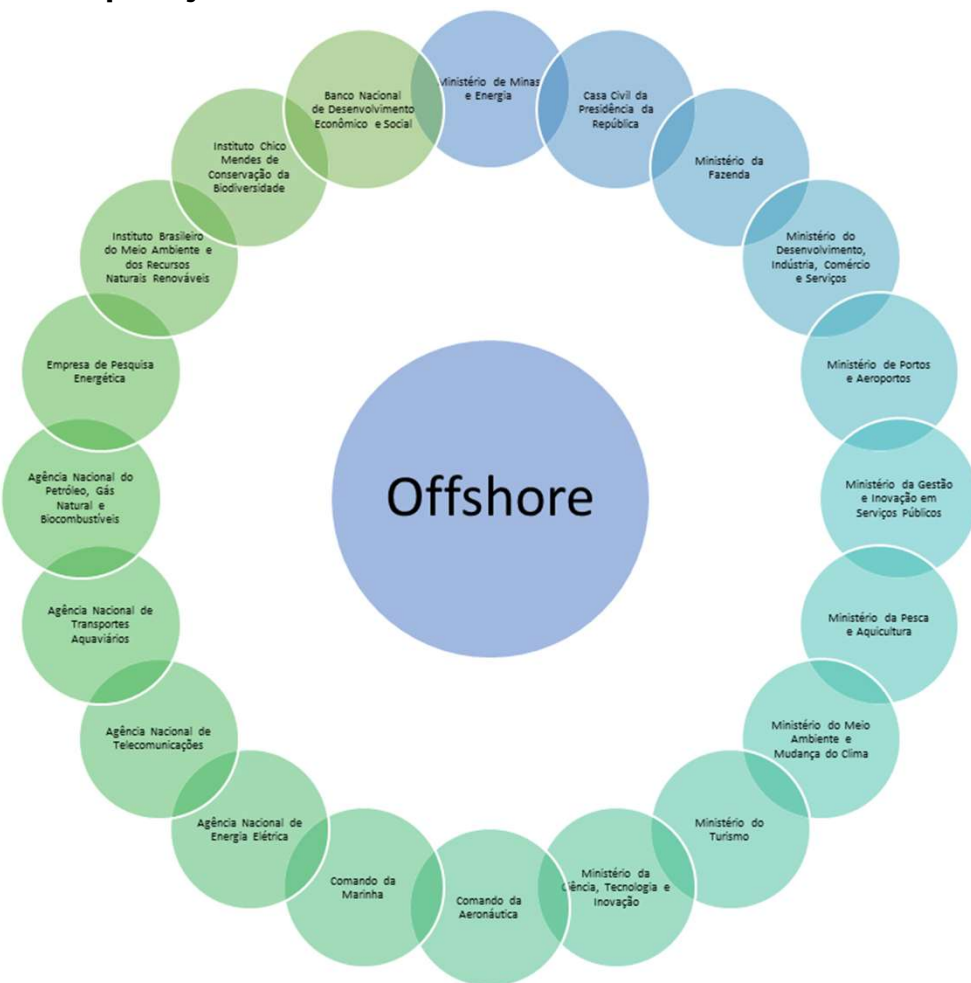 Ministério de Minas
e Energia
Casa Civil da
Presidência da
República
Ministério da
Fazenda
Ministério do
Desenvolvimento,
Indústria, Comércio
e Serviços
Ministério de Portos
e Aeroportos
Ministério da Gestão
e Inovação em
Serviços Públicos
Ministério da Pesca
e Aquicultura
Ministério do Meio
Ambiente e
Mudança do Clima
Ministério do
Turismo
Ministério da
Ciência, Tecnologia e
Inovação
Comando da
Aeronáutica
Comando da
Marinha
Agência Nacional de
Energia Elétrica
Agência Nacional de
Telecomunicações
Agência Nacional de
Transportes
Aquaviários
Agência Nacional do
Petróleo, Gás
Natural e
Biocombustíveis
Empresa de Pesquisa
Energética
Instituto Brasileiro
do Meio Ambiente e
dos Recursos
Naturais Renováveis
Instituto Chico
Mendes de
Conservação da
Biodiversidade
Banco Nacional
de Desenvolvimento
Econômico e Social
Offshore